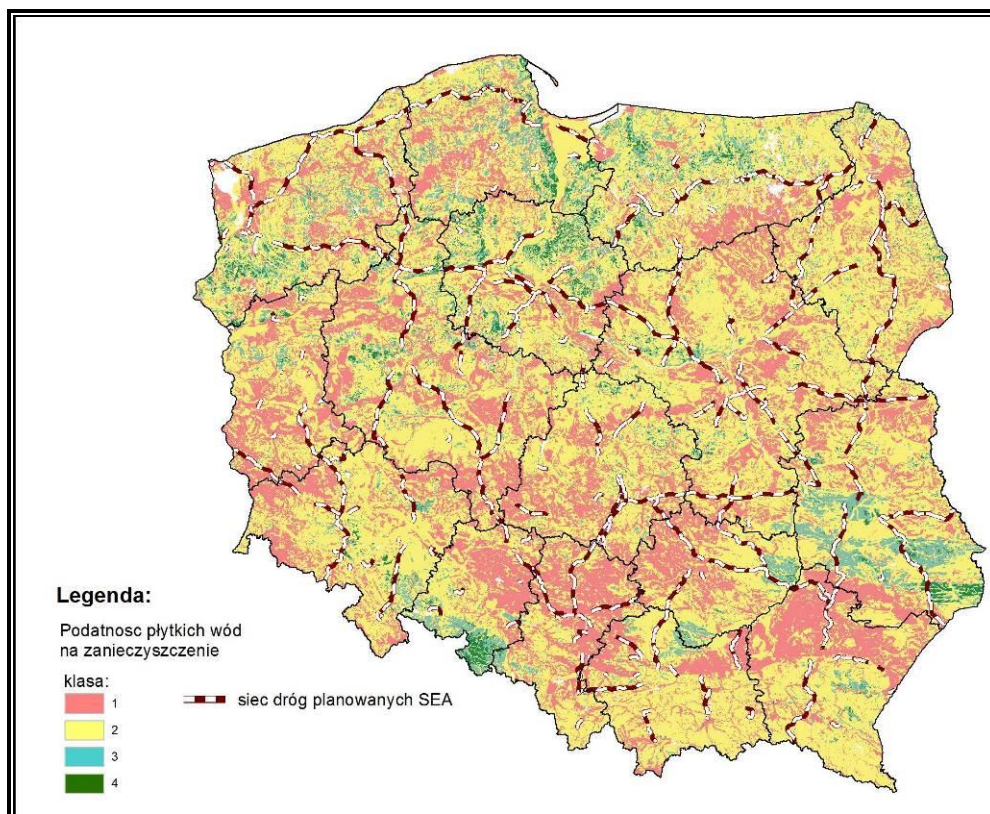 Legenda:
Podatnosc płytkich wód
na zanieczyszczenie
klasa:
1
2
3
4
siec dróg planowanych SEA